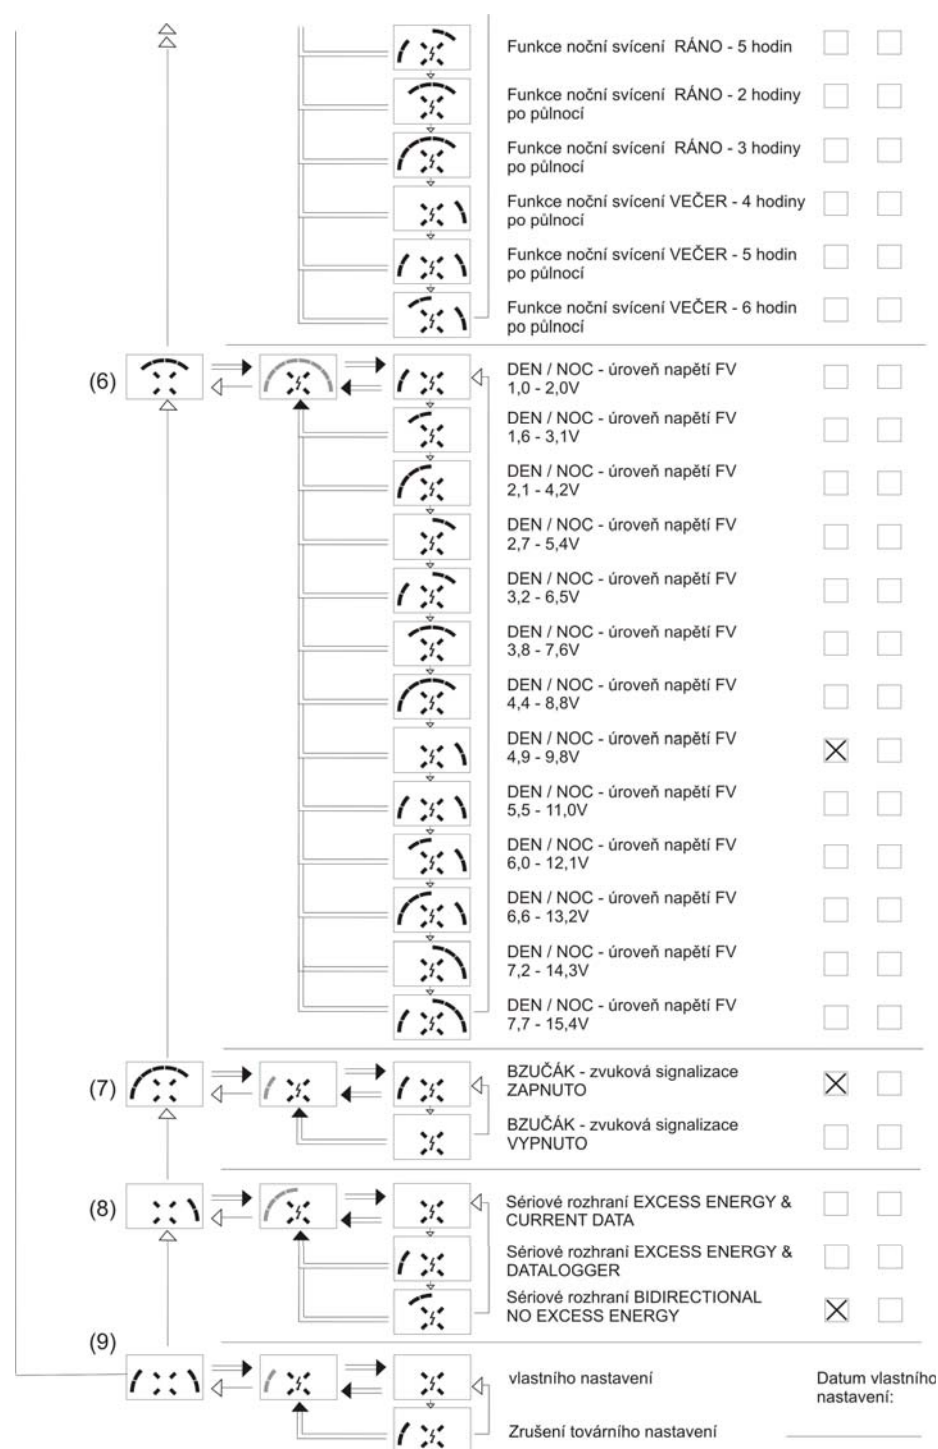 Funkce noční svícení RÁNO - 5 hodin
Funkce noční svícení RÁNO - 2 hodiny
po půlnocí
Funkce noční svícení RÁNO - 3 hodiny
po půlnocí
Funkce noční svícení VEČER - 4 hodiny
po půlnocí
Funkce noční svícení VEČER - 5 hodin
po půlnocí
Funkce noční svícení VEČER - 6 hodin
po půlnocí
(6)
DEN / NOC - úroveň napětí FV
1,0 - 2,0V
DEN / NOC - úroveň napětí FV
1,6 - 3,1V
DEN / NOC - úroveň napětí FV
2,1 - 4,2V
DEN / NOC - úroveň napětí FV
2,7 - 5,4V
DEN / NOC - úroveň napětí FV
3,2 - 6,5V
DEN / NOC - úroveň napětí FV
3,8 - 7,6V
DEN / NOC - úroveň napětí FV
4,4 - 8,8V
DEN / NOC - úroveň napětí FV
4,9 - 9,8V
DEN / NOC - úroveň napětí FV
5,5 - 11,0V
DEN / NOC - úroveň napětí FV
6,0 - 12,1V
DEN / NOC - úroveň napětí FV
6,6 - 13,2V
DEN / NOC - úroveň napětí FV
7,2 - 14,3V
DEN / NOC - úroveň napětí FV
7,7 - 15,4V
(7)
BZUČÁK - zvuková signalizace
ZAPNUTO
BZUČÁK - zvuková signalizace
VYPNUTO
(8)
Sériové rozhraní EXCESS ENERGY &
CURRENT DATA
Sériové rozhraní EXCESS ENERGY &
DATALOGGER
Sériové rozhraní BIDIRECTIONAL
NO EXCESS ENERGY
(9)
vlastního nastavení
Datum vlastního
nastavení:
Zrušení továrního nastavení